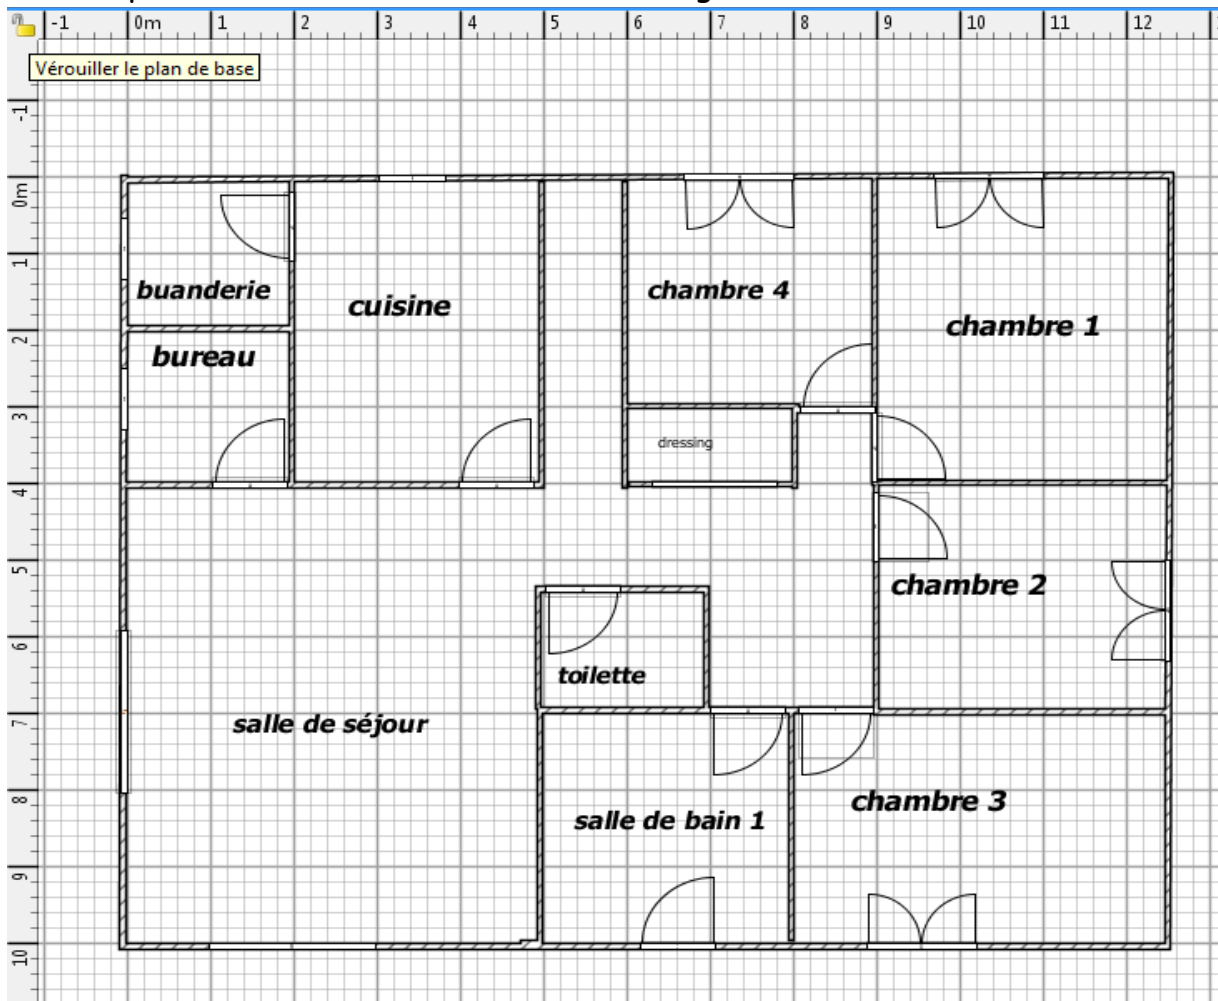 -1 0m 1 2 3 4 5 6 7 8 9 10 11 12
Vérouiller le plan de base
-1
0m
1
2
3
4
5
6
7
8
9
10
buanderie
cuisine
chambre 4
chambre 1
bureau
dressing
chambre 2
toilette
salle de séjour
chambre 3
salle de bain 1